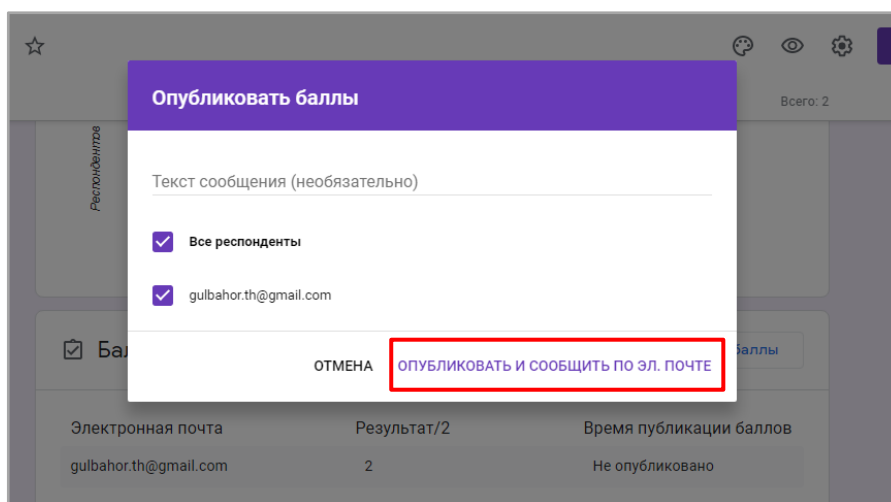 Опубликовать баллы
Всего: 2
Респондентов
Текст сообщения (необязательно)
Все респонденты
gulbahor.th@gmail.com
ОТМЕНА ОПУБЛИКОВАТЬ И СООБЩИТЬ ПО ЭЛ. ПОЧТЕ
баллы
Электронная почта Результат/2 Время публикации баллов
gulbahor.th@gmail.com 2 Не опубликовано